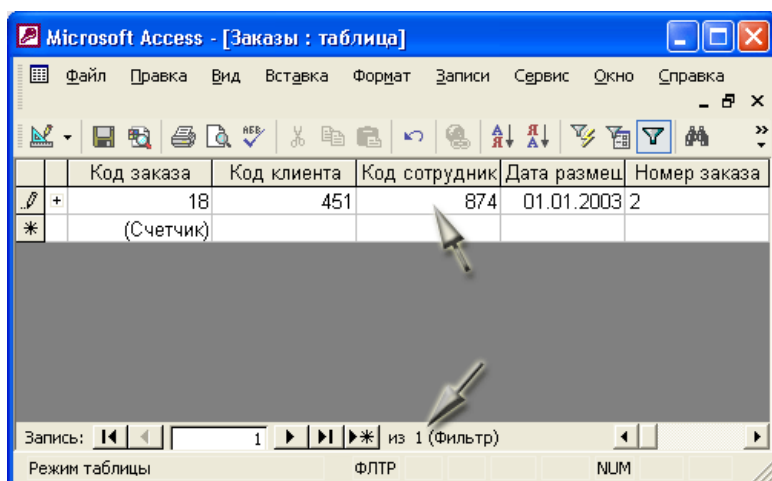 Microsoft Access - [Заказы : таблица]
Файл Правка Вид Вставка Формат Записи Сервис Окно Справка
Код заказа Код клиента Код сотрудник Дата размещ Номер заказа
18 451 874 01.01.2003 2
(Счетчик)
Запись: 1 из 1 (Фильтр)
Режим таблицы ФЛТР NUM